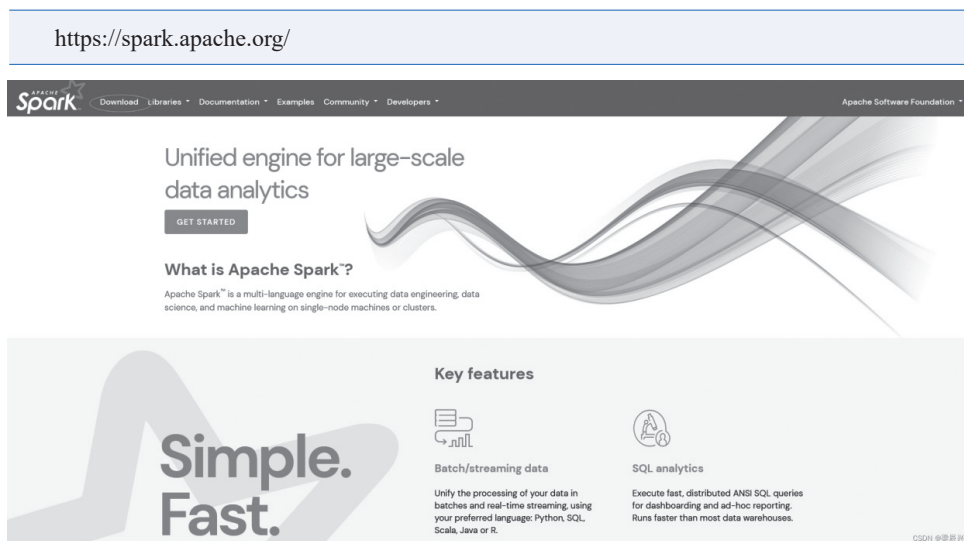 https://spark.apache.org/
APACHE
Spark™ Download Libraries Documentation Examples Community Developers Apache Software Foundation
Unified engine for large-scale
data analytics
GET STARTED
What is Apache Spark™?
Apache Spark™ is a multi-language engine for executing data engineering, data
science, and machine learning on single-node machines or clusters.
Key features
Simple.
Fast.
Batch/streaming data
Unify the processing of your data in
batches and real-time streaming, using
your preferred language: Python, SQL,
Scala, Java or R.
SQL analytics
Execute fast, distributed ANSI SQL queries
for dashboarding and ad-hoc reporting.
Runs faster than most data warehouses.
CSDN